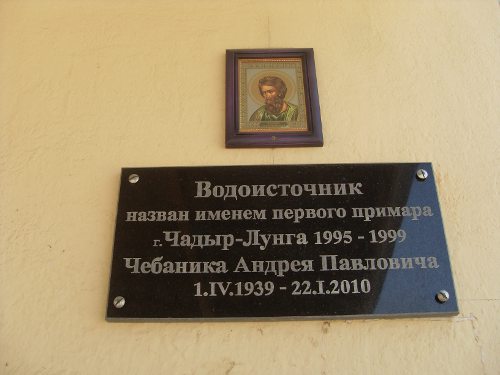 Водоисточник
назван именем первого примара
г. Чадыр-Лунга 1995 - 1999
Чебаника Андрея Павловича
1.IV.1939 - 22.I.2010